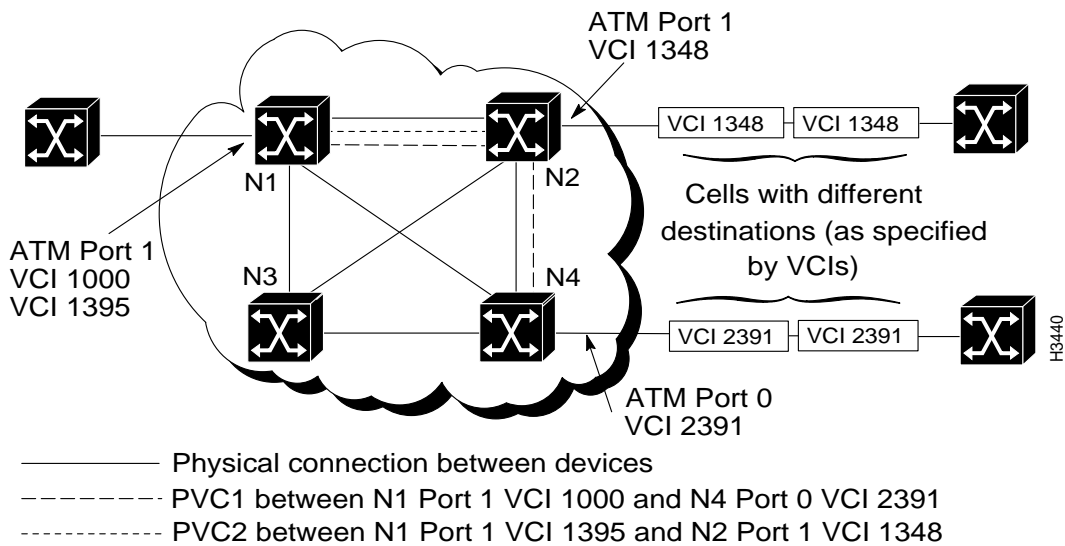 ATM Port 1
VCI 1348
VCI 1348
VCI 1348
N1
N2
Cells with different
destinations (as specified
by VCIs)
ATM Port 1
VCI 1000
VCI 1395
N3
N4
VCI 2391
VCI 2391
H3440
ATM Port 0
VCI 2391
Physical connection between devices
PVC1 between N1 Port 1 VCI 1000 and N4 Port 0 VCI 2391
PVC2 between N1 Port 1 VCI 1395 and N2 Port 1 VCI 1348